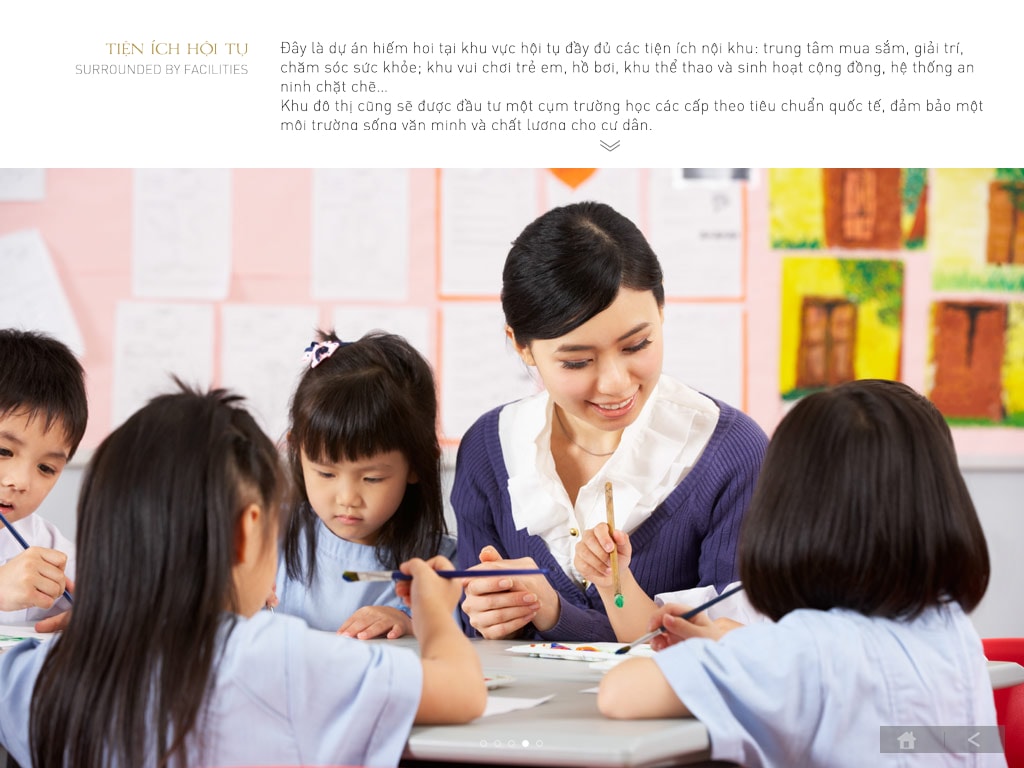 TIỆN ÍCH HỘI TỤ
SURROUNDED BY FACILITIES
Đây là dự án hiếm hoi tại khu vực hội tụ đầy đủ các tiện ích nội khu: trung tâm mua sắm, giải trí,
chăm sóc sức khỏe; khu vui chơi trẻ em, hồ bơi, khu thể thao và sinh hoạt cộng đồng, hệ thống an
ninh chặt chẽ...
Khu đô thị cũng sẽ được đầu tư một cụm trường học các cấp theo tiêu chuẩn quốc tế, đảm bảo một
môi trường sống văn minh và chất lượng cho cư dân.